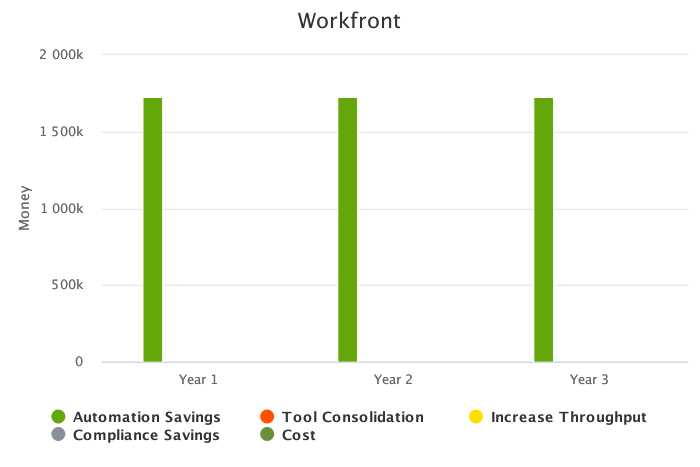 Workfront
2 000k
1 500k
1 000k
500k
0
Money
Year 1
Year 2
Year 3
Automation Savings
Tool Consolidation
Increase Throughput
Compliance Savings
Cost